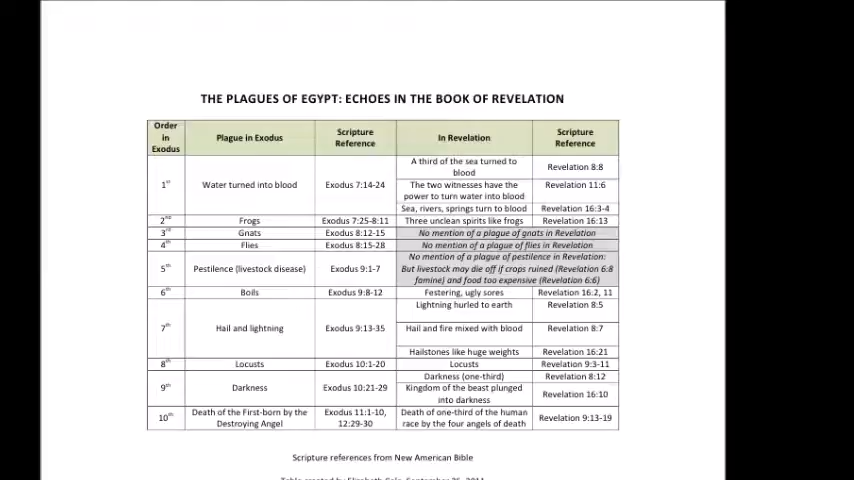 THE PLAGUES OF EGYPT: ECHOES IN THE BOOK OF REVELATION
Order in Exodus Plague in Exodus Scripture Reference In Revelation Scripture Reference
1st Water turned into blood Exodus 7:14-24 A third of the sea turned to blood Revelation 8:8
The two witnesses have the power to turn water into blood Revelation 11:6
Sea, rivers, springs turn to blood Revelation 16:3-4
2nd Frogs Exodus 7:25-8:11 Three unclean spirits like frogs Revelation 16:13
3rd Gnats Exodus 8:12-15 No mention of a plague of gnats in Revelation
4th Flies Exodus 8:15-28 No mention of a plague of flies in Revelation
5th Pestilence (livestock disease) Exodus 9:1-7 No mention of a plague of pestilence in Revelation:
But livestock may die off if crops ruined (Revelation 6:8
famine) and food too expensive (Revelation 6:6)
6th Boils Exodus 9:8-12 Festering, ugly sores Revelation 16:2, 11
7th Hail and lightning Exodus 9:13-35 Lightning hurled to earth Revelation 8:5
Hail and fire mixed with blood Revelation 8:7
Hailstones like huge weights Revelation 16:21
8th Locusts Exodus 10:1-20 Locusts Revelation 9:3-11
9th Darkness Exodus 10:21-29 Darkness (one-third) Revelation 8:12
Kingdom of the beast plunged into darkness Revelation 16:10
10th Death of the First-born by the Destroying Angel Exodus 11:1-10, 12:29-30 Death of one-third of the human race by the four angels of death Revelation 9:13-19
Scripture references from New American Bible
Table created by Elizabeth